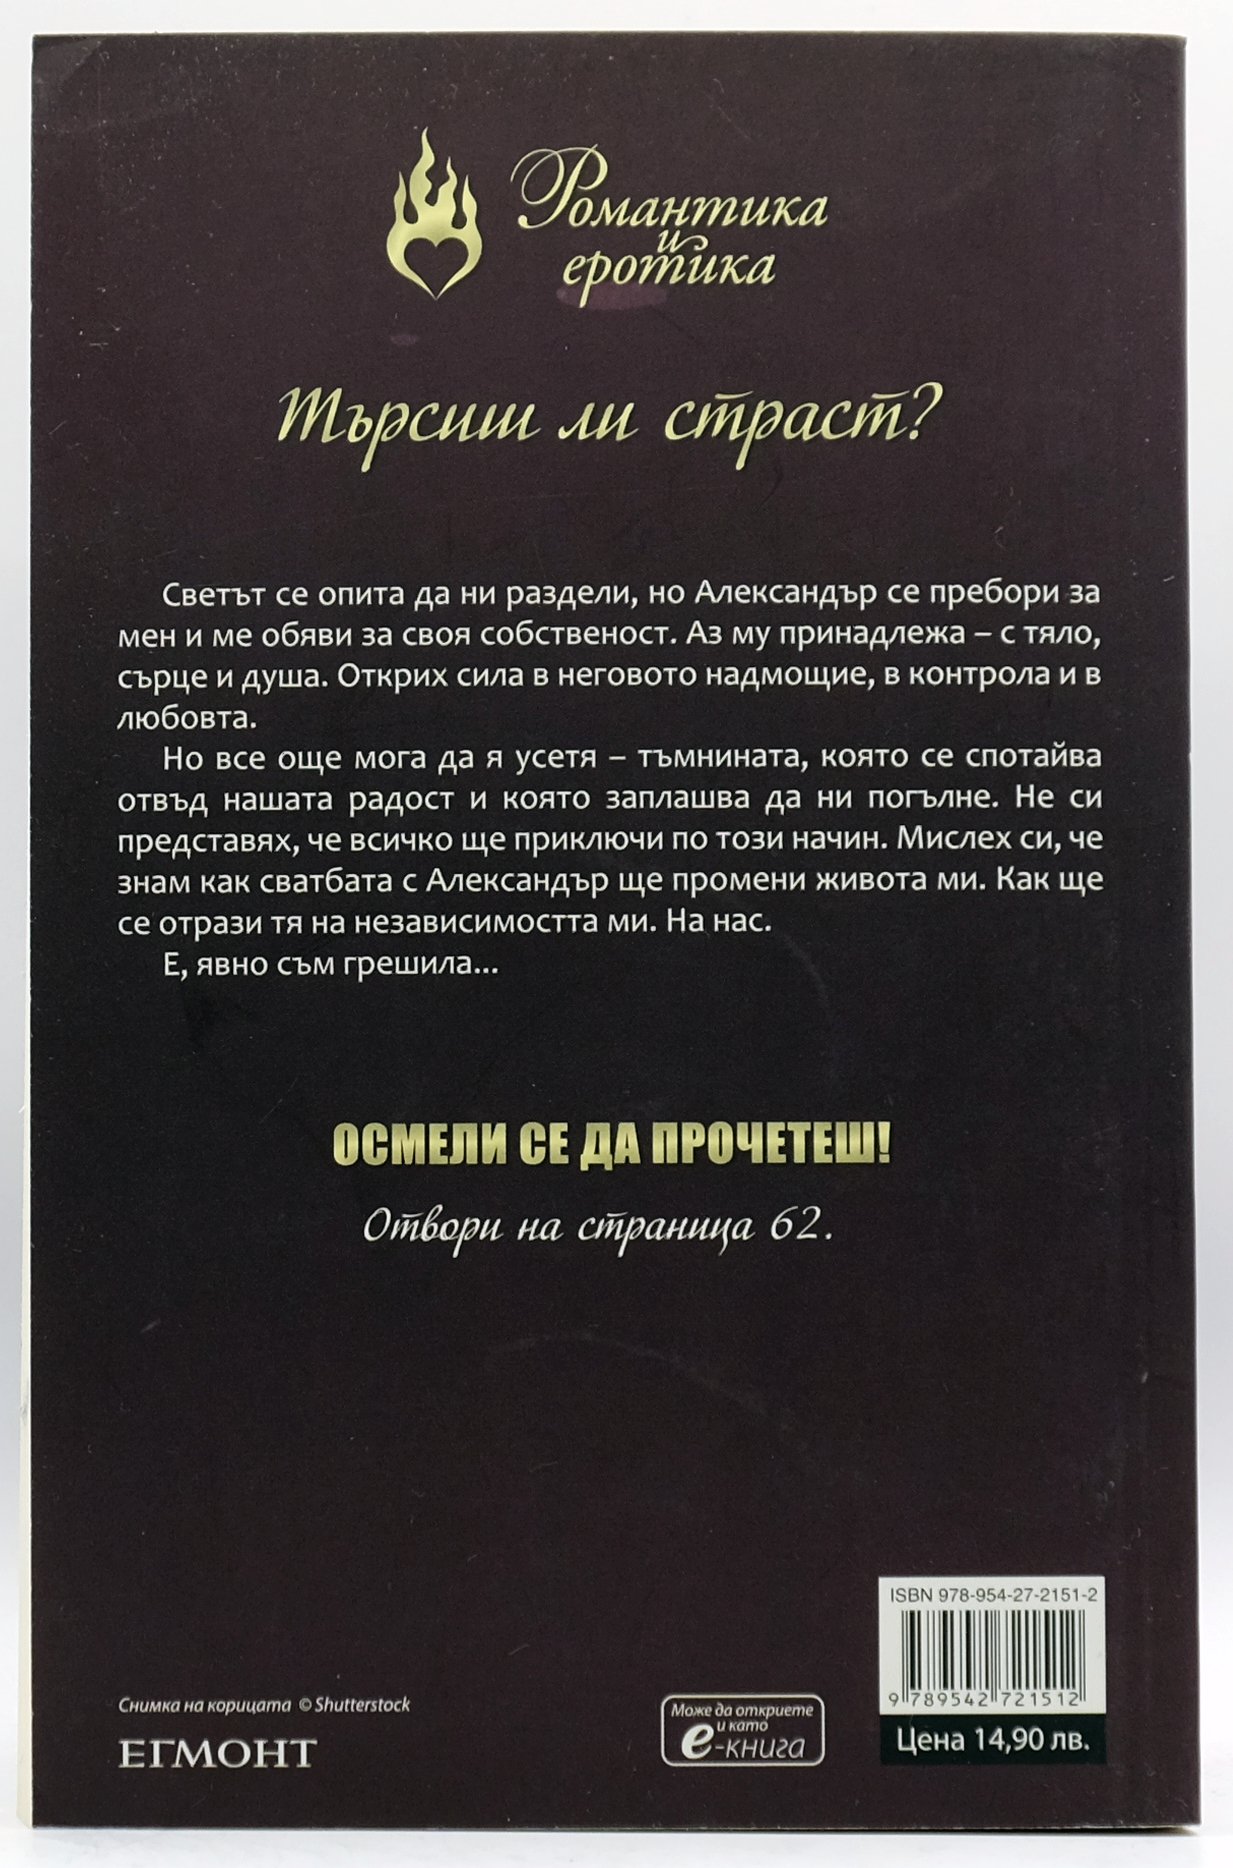 Романтика
и
еротика
Търсиш ли страст?
Светът се опита да ни раздели, но Александър се пребори за
мен и ме обяви за своя собственост. Аз му принадлежа – с тяло,
сърце и душа. Открих сила в неговото надмощие, в контрола и в
любовта.
Но все още мога да я усетя – тъмнината, която се спотайва
отвъд нашата радост и която заплашва да ни погълне. Не си
представях, че всичко ще приключи по този начин. Мислех си, че
знам как сватбата с Александър ще промени живота ми. Как ще
се отрази тя на независимостта ми. На нас.
Е, явно съм грешила...
ОСМЕЛИ СЕ ДА ПРОЧЕТЕШ!
Отвори на страница 62.
ISBN 978-954-27-2151-2
9 789542 721512
Цена 14,90 лв.
Снимка на корицата © Shutterstock
ЕГМОНТ
Може да откриете
и като
е-книга